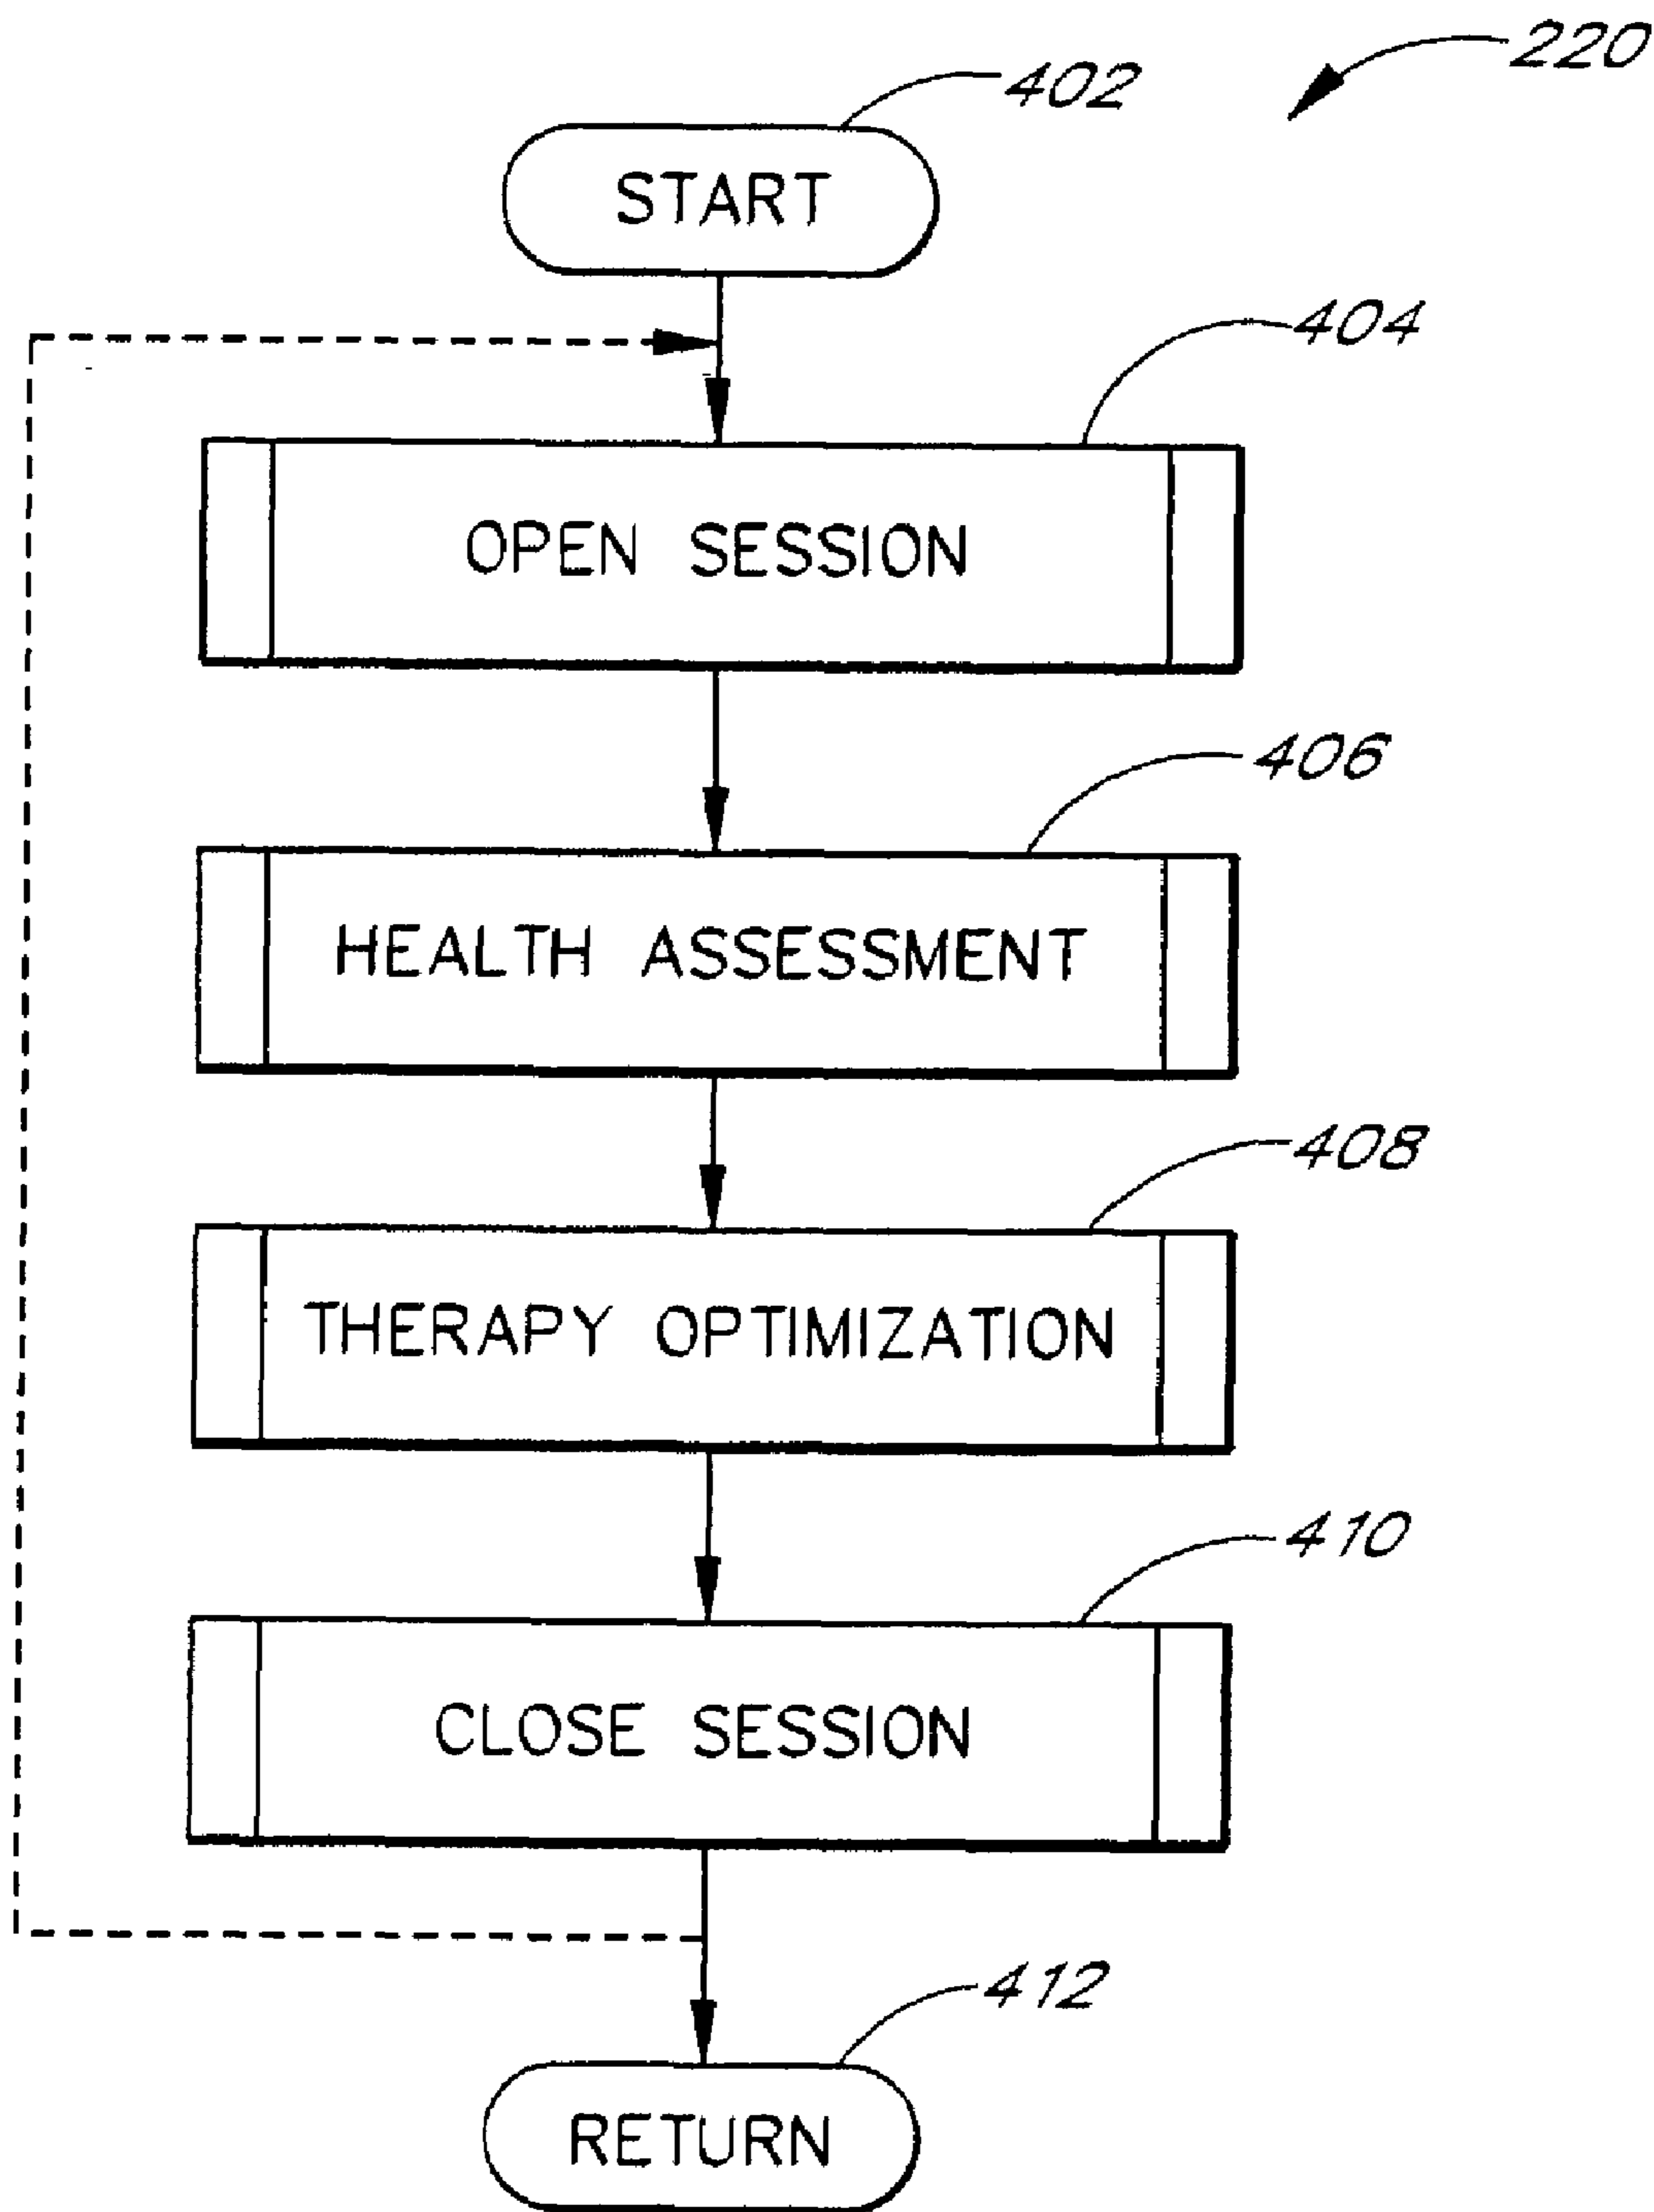 220
402
START
404
OPEN SESSION
406
HEALTH ASSESSMENT
408
THERAPY OPTIMIZATION
410
CLOSE SESSION
412
RETURN